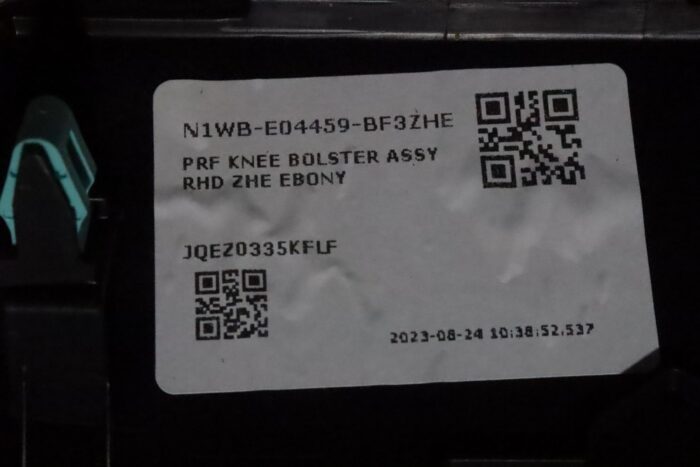 N1WB-E04459-BF3ZHE
PRF KNEE BOLSTER ASSY
RHD ZHE EBONY
JQEZ0335KFLF
2023-08-24 10:38:52.537